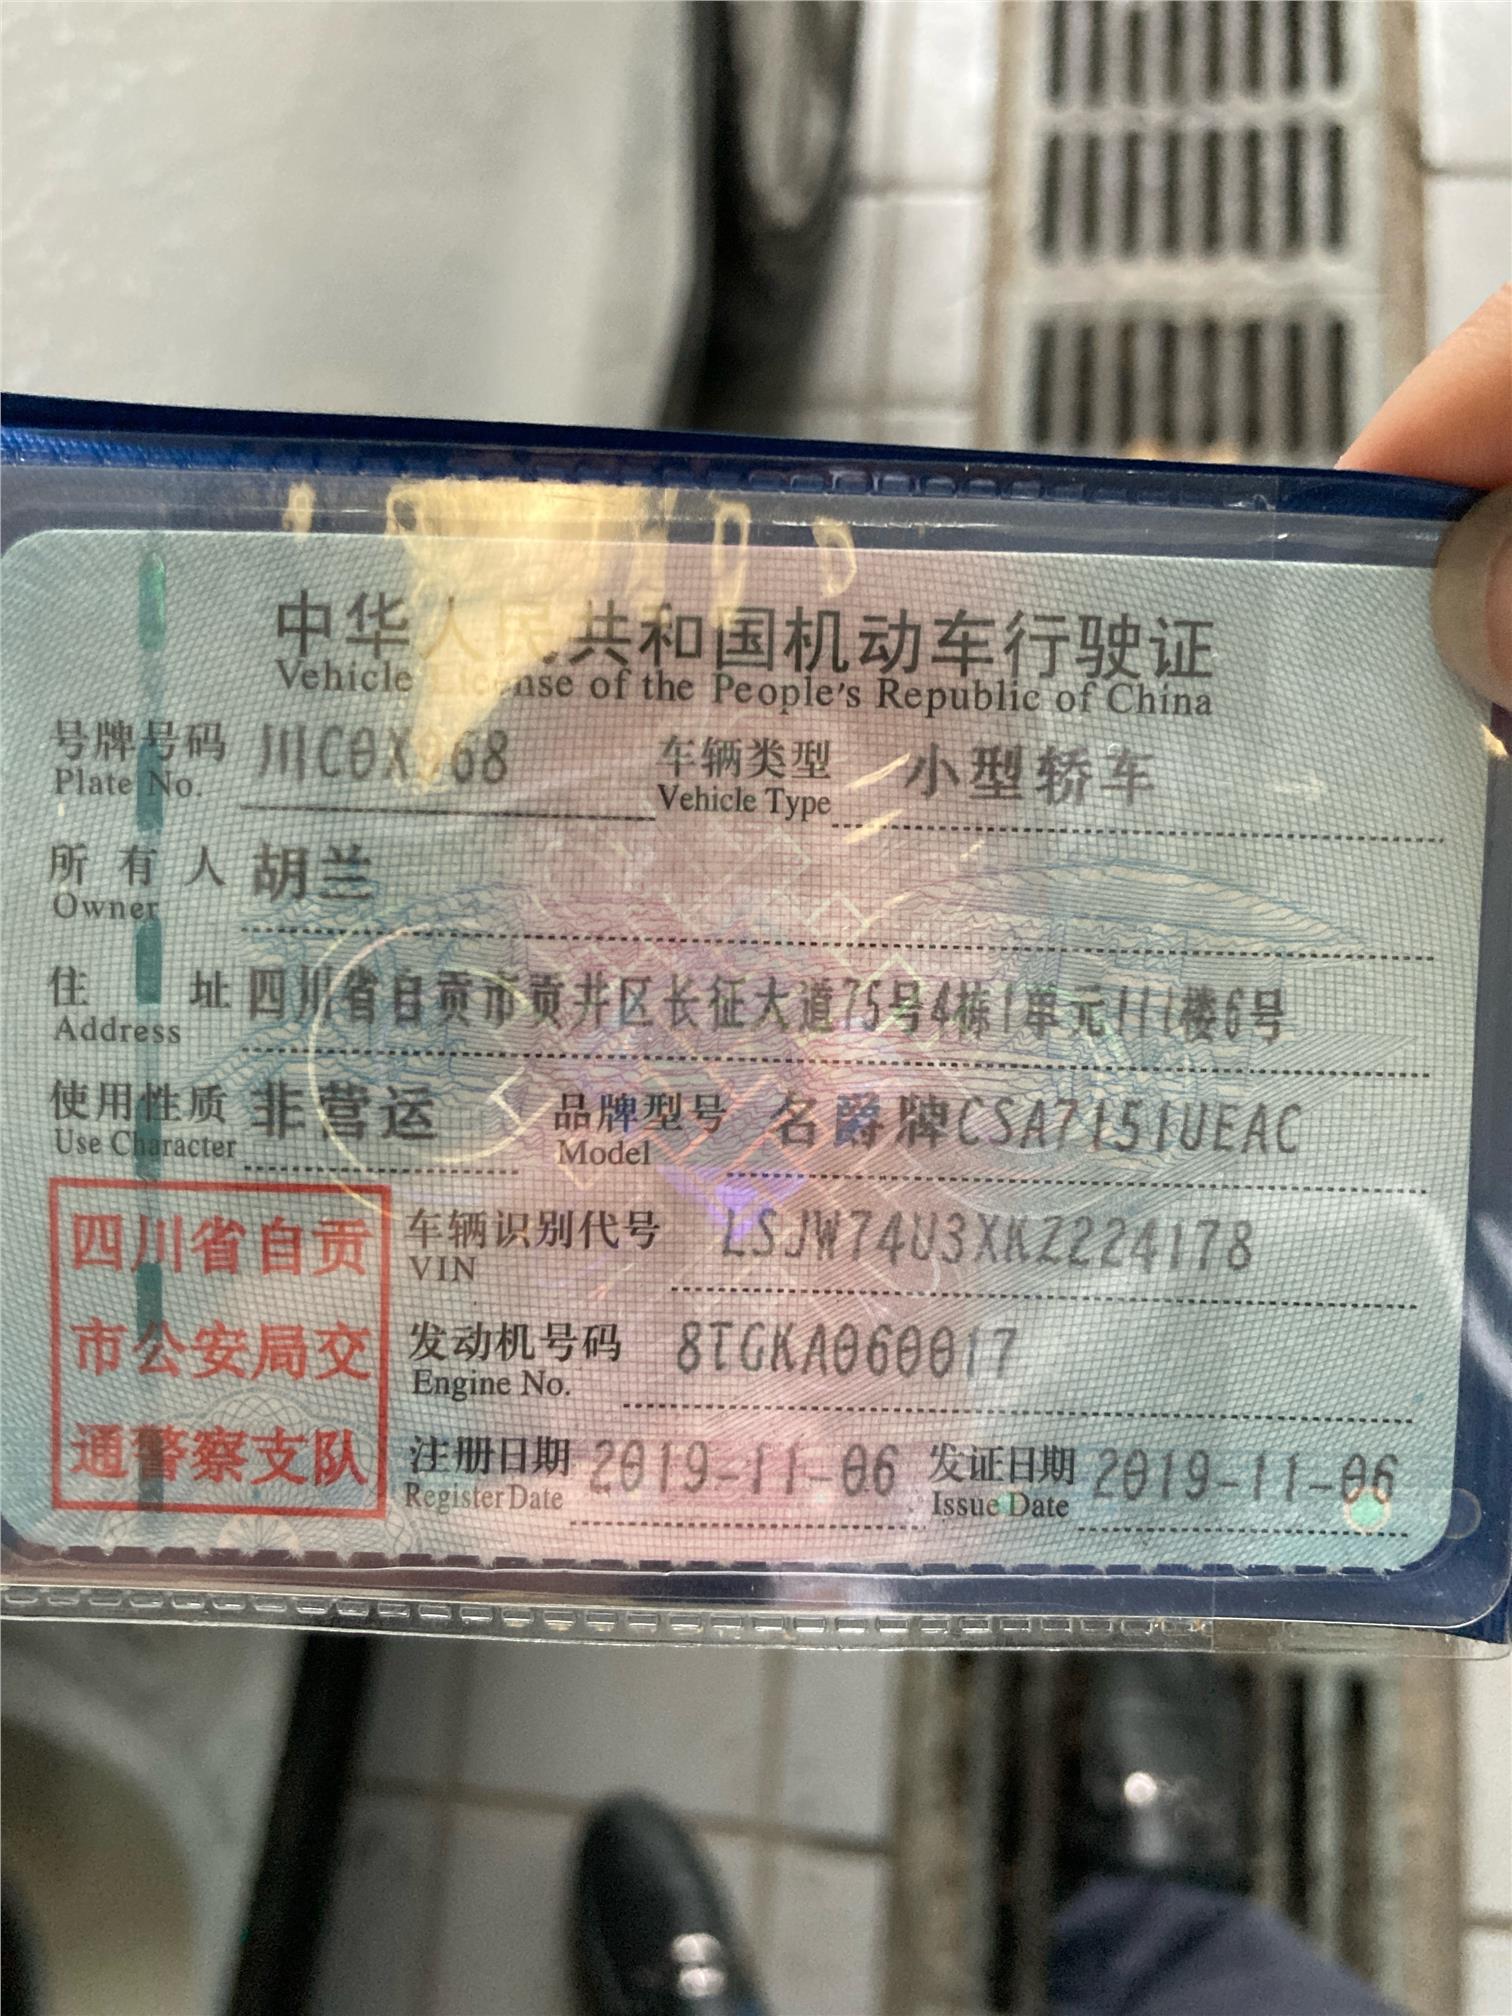 中华人民共和国机动车行驶证
Vehicle License of the People's Republic of China
号牌号码 川C0X968 车辆类型 小型轿车
Plate No. Vehicle Type
所有人 胡兰
Owner
住址 四川省自贡市贡井区长征大道75号4栋1单元111楼6号
Address
使用性质 非营运 品牌型号 名爵牌CSA7151UEAC
Use Character Model
四川省自贡
市公安局交
通警察支队
车辆识别代号 LSJW74U3XKZ224178
VIN
发动机号码 8TGKA060017
Engine No.
注册日期 2019-11-06 发证日期 2019-11-06
Register Date Issue Date